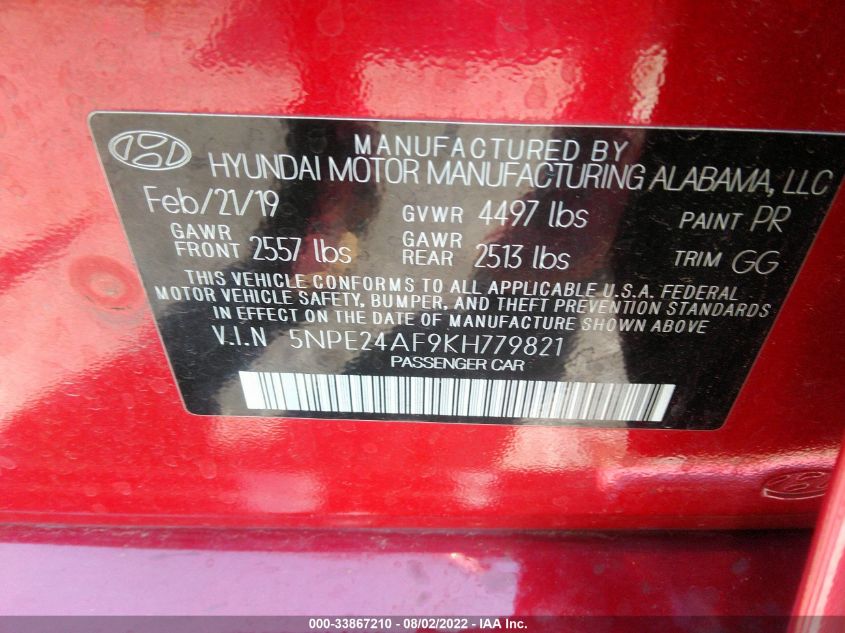 MANUFACTURED BY
HYUNDAI MOTOR MANUFACTURING ALABAMA, LLC
Feb/21/19 GVWR 4497 lbs PAINT PR
GAWR FRONT 2557 lbs GAWR REAR 2513 lbs TRIM GG
THIS VEHICLE CONFORMS TO ALL APPLICABLE U.S.A. FEDERAL
MOTOR VEHICLE SAFETY, BUMPER, AND THEFT PREVENTION STANDARDS
IN EFFECT ON THE DATE OF MANUFACTURE SHOWN ABOVE.
V.I.N 5NPE24AF9KH779821
PASSENGER CAR
000-33867210 - 08/02/2022 - IAA Inc.